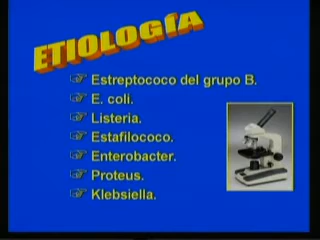 ETIOLOGÍA
Estreptococo del grupo B.
E. coli.
Listeria.
Estafilococo.
Enterobacter.
Proteus.
Klebsiella.